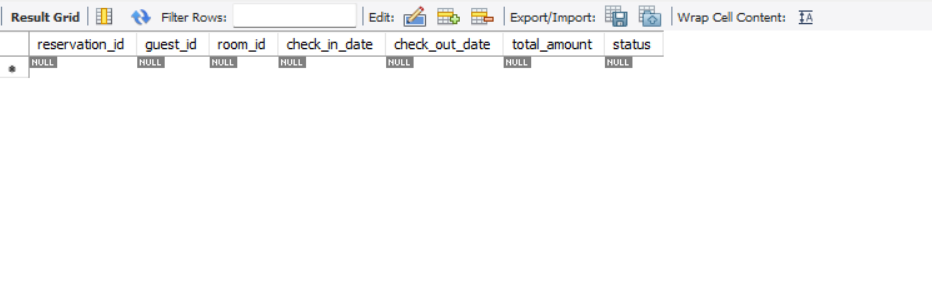 Result Grid Filter Rows: Edit: Export/Import: Wrap Cell Content: IA
reservation_id guest_id room_id check_in_date check_out_date total_amount status
NULL NULL NULL NULL NULL NULL NULL